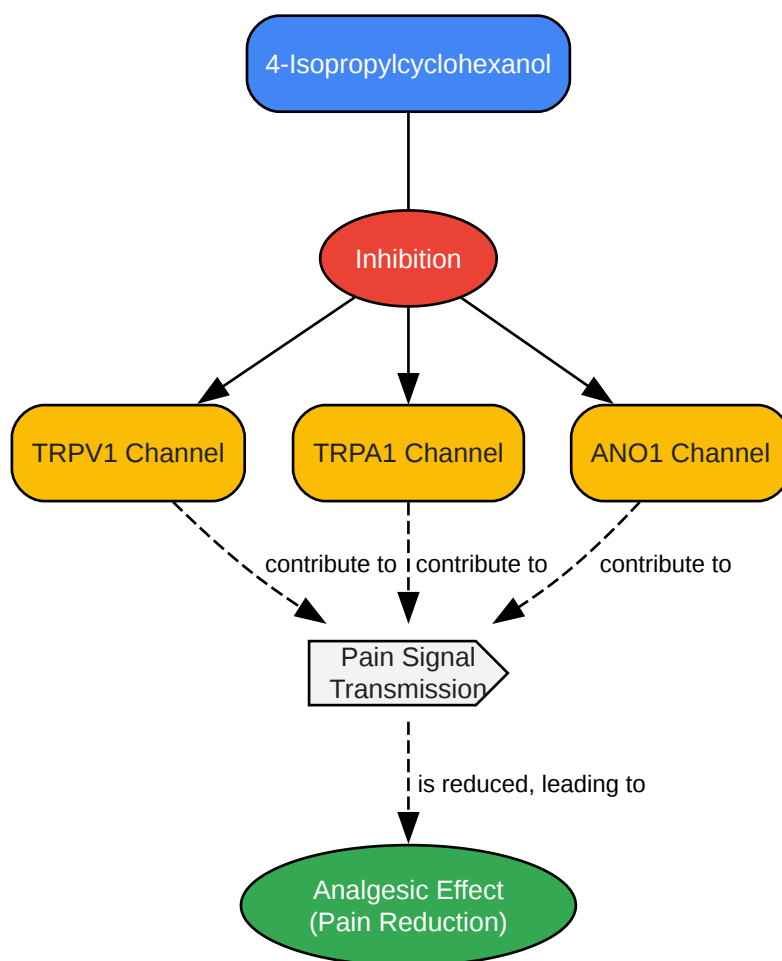 4-Isopropylcyclohexanol
Inhibition
TRPV1 Channel
TRPA1 Channel
ANO1 Channel
contribute to
contribute to
contribute to
Pain Signal
Transmission
is reduced, leading to
Analgesic Effect
(Pain Reduction)